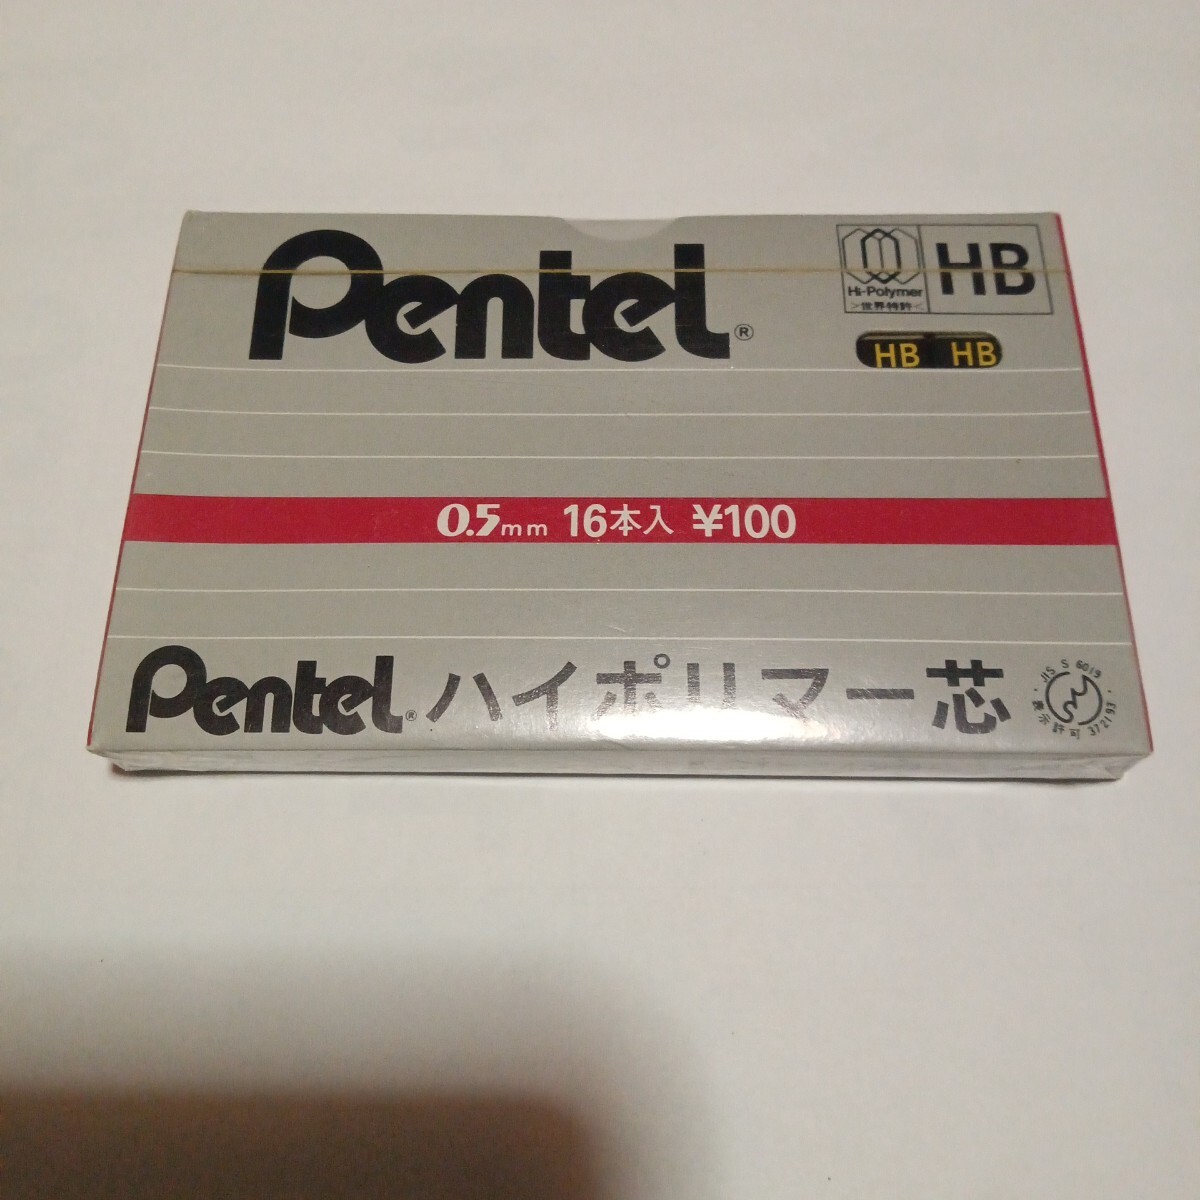 Pentel®
Hi-Polymer
>世界特許<
HB
HB HB
0.5mm 16本入 ¥100
Pentel® ハイポリマー芯
JIS S 6019
表示許可 372193